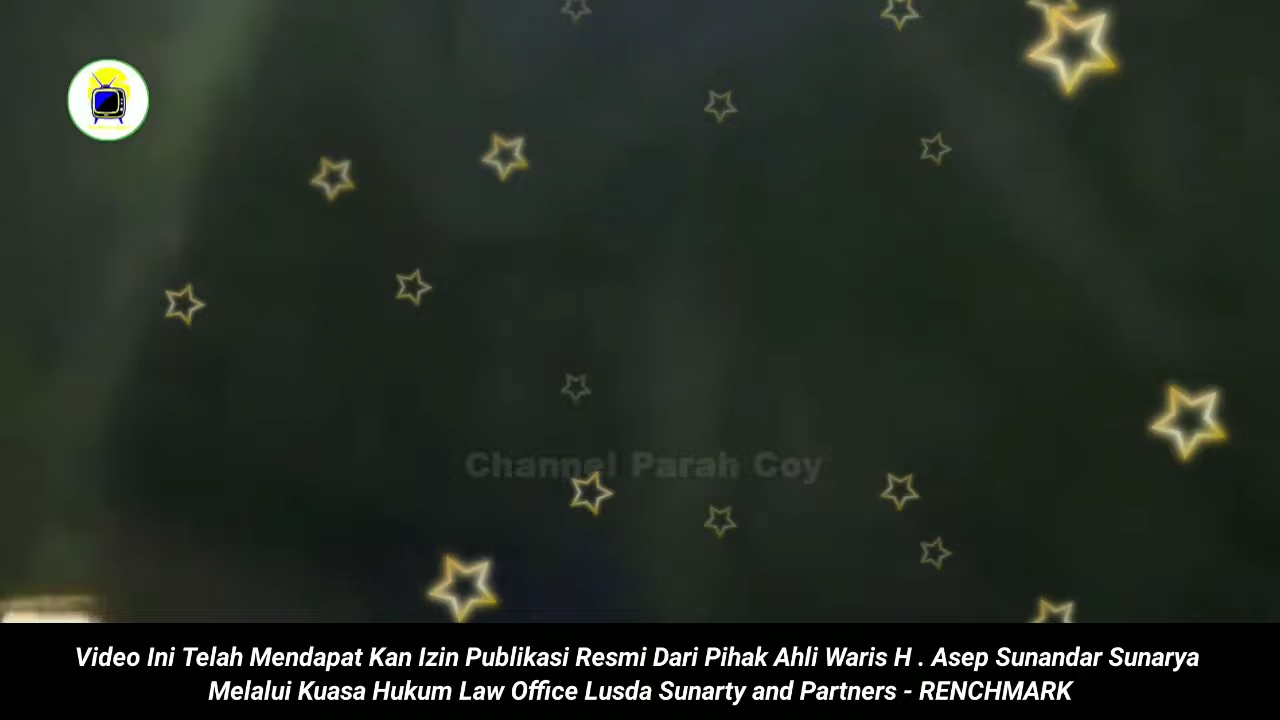 Channel Parah Coy
Video Ini Telah Mendapat Kan Izin Publikasi Resmi Dari Pihak Ahli Waris H . Asep Sunandar Sunarya
Melalui Kuasa Hukum Law Office Lusda Sunarty and Partners - RENCHMARK